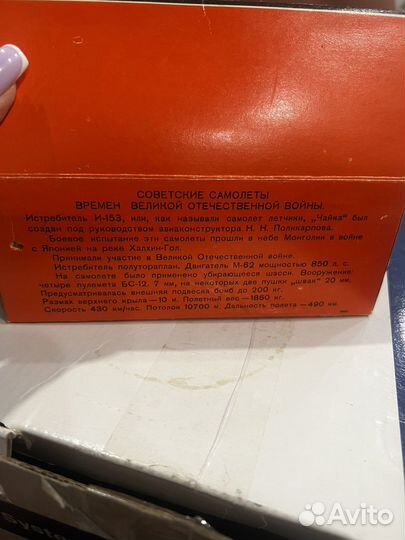 СОВЕТСКИЕ САМОЛЕТЫ
ВРЕМЕН ВЕЛИКОЙ ОТЕЧЕСТВЕННОЙ ВОЙНЫ.
Истребитель И-153, или, как называли самолет летчики, „Чайка" был
создан под руководством авиаконструктора Н. Н. Поликарпова.
Боевое испытание эти самолеты прошли в небе Монголии в войне
с Японией на реке Халхин-Гол.
Принимали участие в Великой Отечественной войне.
Истребитель полутораплан. Двигатель М-62 мощностью 850 л. с.
На самолете было применено убирающееся шасси. Вооружение:
четыре пулемета БС-12, 7 мм, на некоторых две пушки „швак" 20 мм.
Предусматривалась внешняя подвеска бомб до 200 кг.
Размах верхнего крыла—10 м. Полетный вес—1860 кг.
Скорость 430 км/час. Потолок 10700 м. Дальность полета—490 км.
Syste
Avito